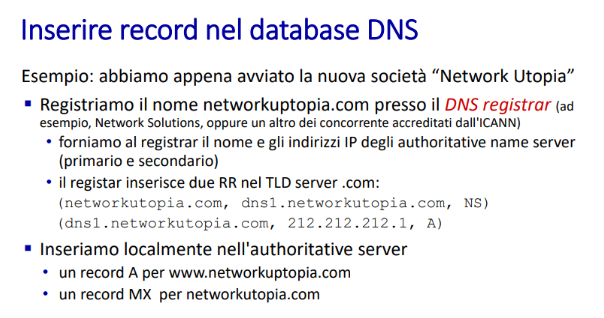 Inserire record nel database DNS
Esempio: abbiamo appena avviato la nuova società “Network Utopia”
▪ Registriamo il nome networkuptopia.com presso il DNS registrar (ad
esempio, Network Solutions, oppure un altro dei concorrente accreditati dall'ICANN)
• forniamo al registrar il nome e gli indirizzi IP degli authoritative name server
(primario e secondario)
• il registar inserisce due RR nel TLD server .com:
(networkutopia.com, dns1.networkutopia.com, NS)
(dns1.networkutopia.com, 212.212.212.1, A)
▪ Inseriamo localmente nell'authoritative server
• un record A per www.networkuptopia.com
• un record MX per networkutopia.com